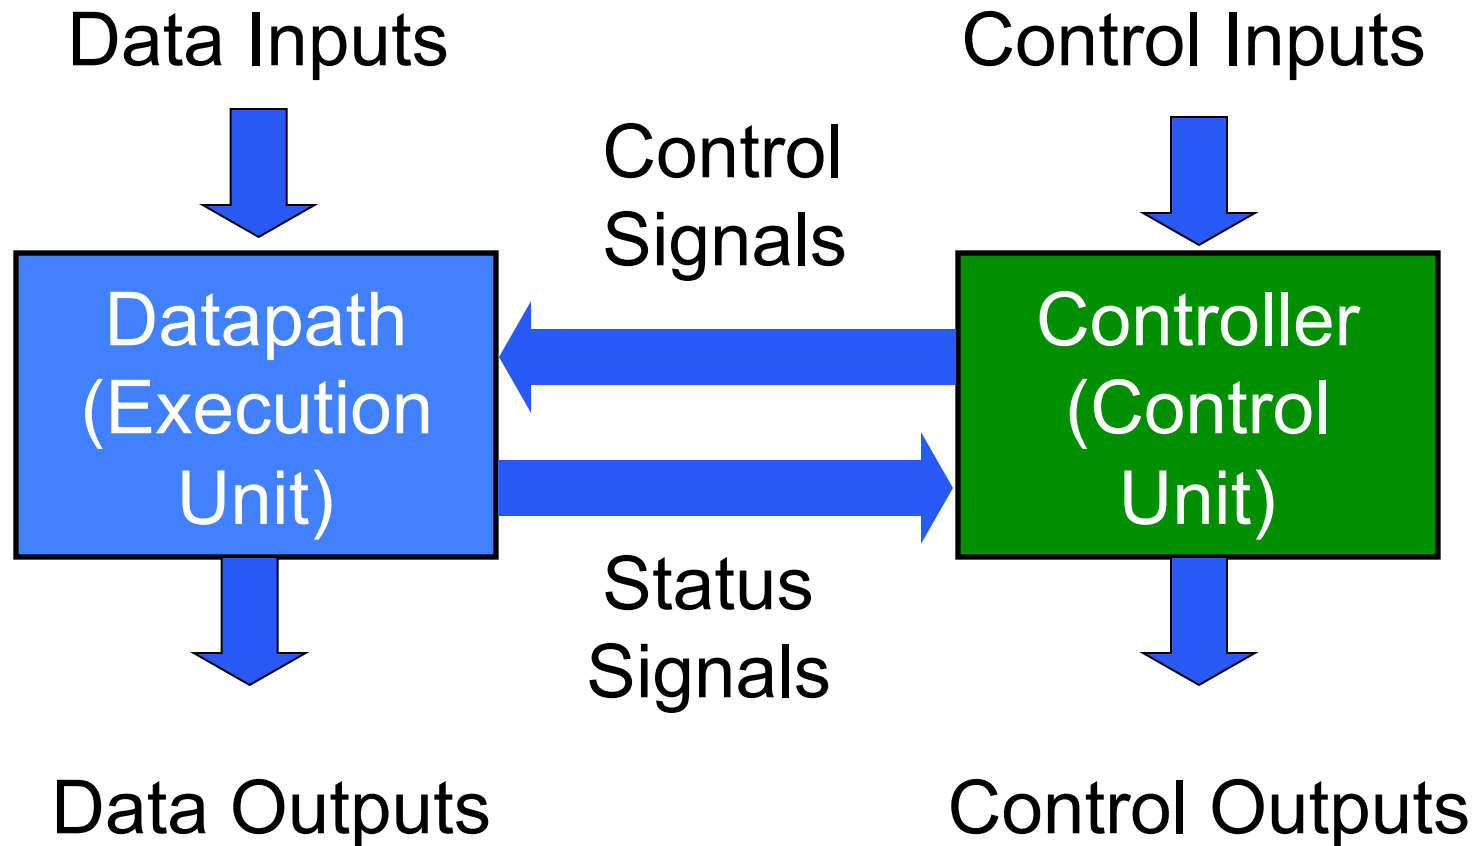 Data Inputs
Control Inputs
Control
Signals
Datapath
(Execution
Unit)
Controller
(Control
Unit)
Status
Signals
Data Outputs
Control Outputs